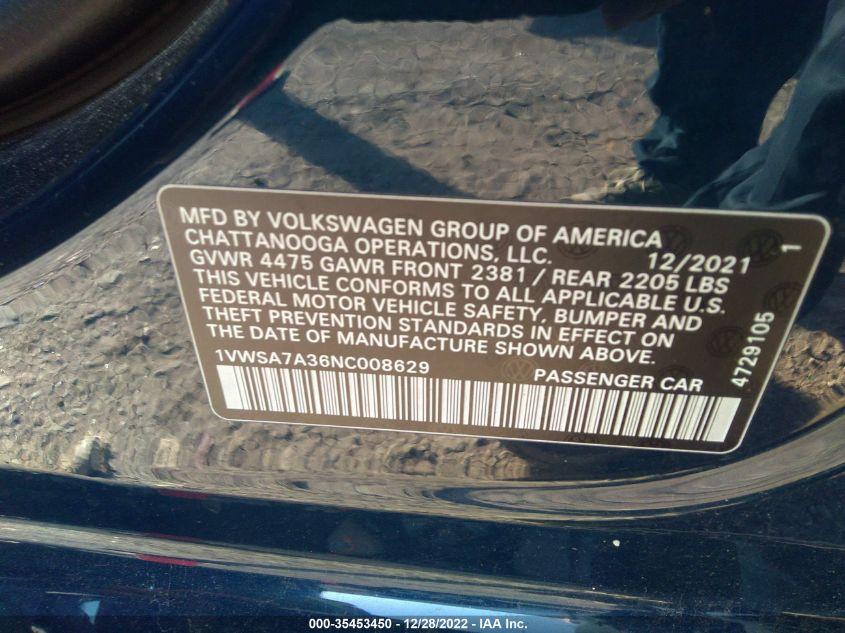 MFD BY VOLKSWAGEN GROUP OF AMERICA
CHATTANOOGA OPERATIONS, LLC. 12/2021 1
GVWR 4475 GAWR FRONT 2381 / REAR 2205 LBS
THIS VEHICLE CONFORMS TO ALL APPLICABLE U.S.
FEDERAL MOTOR VEHICLE SAFETY, BUMPER AND
THEFT PREVENTION STANDARDS IN EFFECT ON
THE DATE OF MANUFACTURE SHOWN ABOVE.
4729105
1VWSA7A36NC008629 PASSENGER CAR
000-35453450 - 12/28/2022 - IAA Inc.